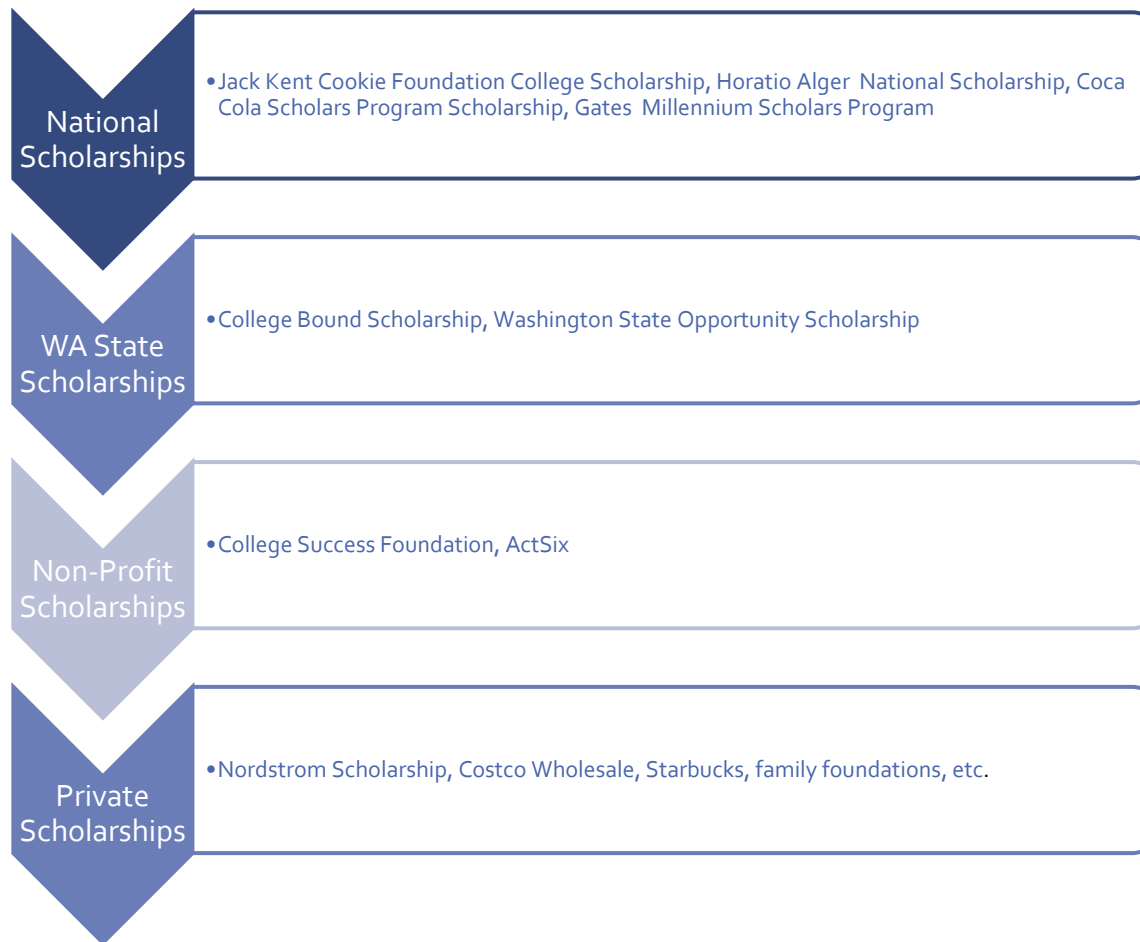 National
Scholarships
•Jack Kent Cookie Foundation College Scholarship, Horatio Alger National Scholarship, Coca
Cola Scholars Program Scholarship, Gates Millennium Scholars Program
WA State
Scholarships
•College Bound Scholarship, Washington State Opportunity Scholarship
Non-Profit
Scholarships
•College Success Foundation, ActSix
Private
Scholarships
•Nordstrom Scholarship, Costco Wholesale, Starbucks, family foundations, etc.